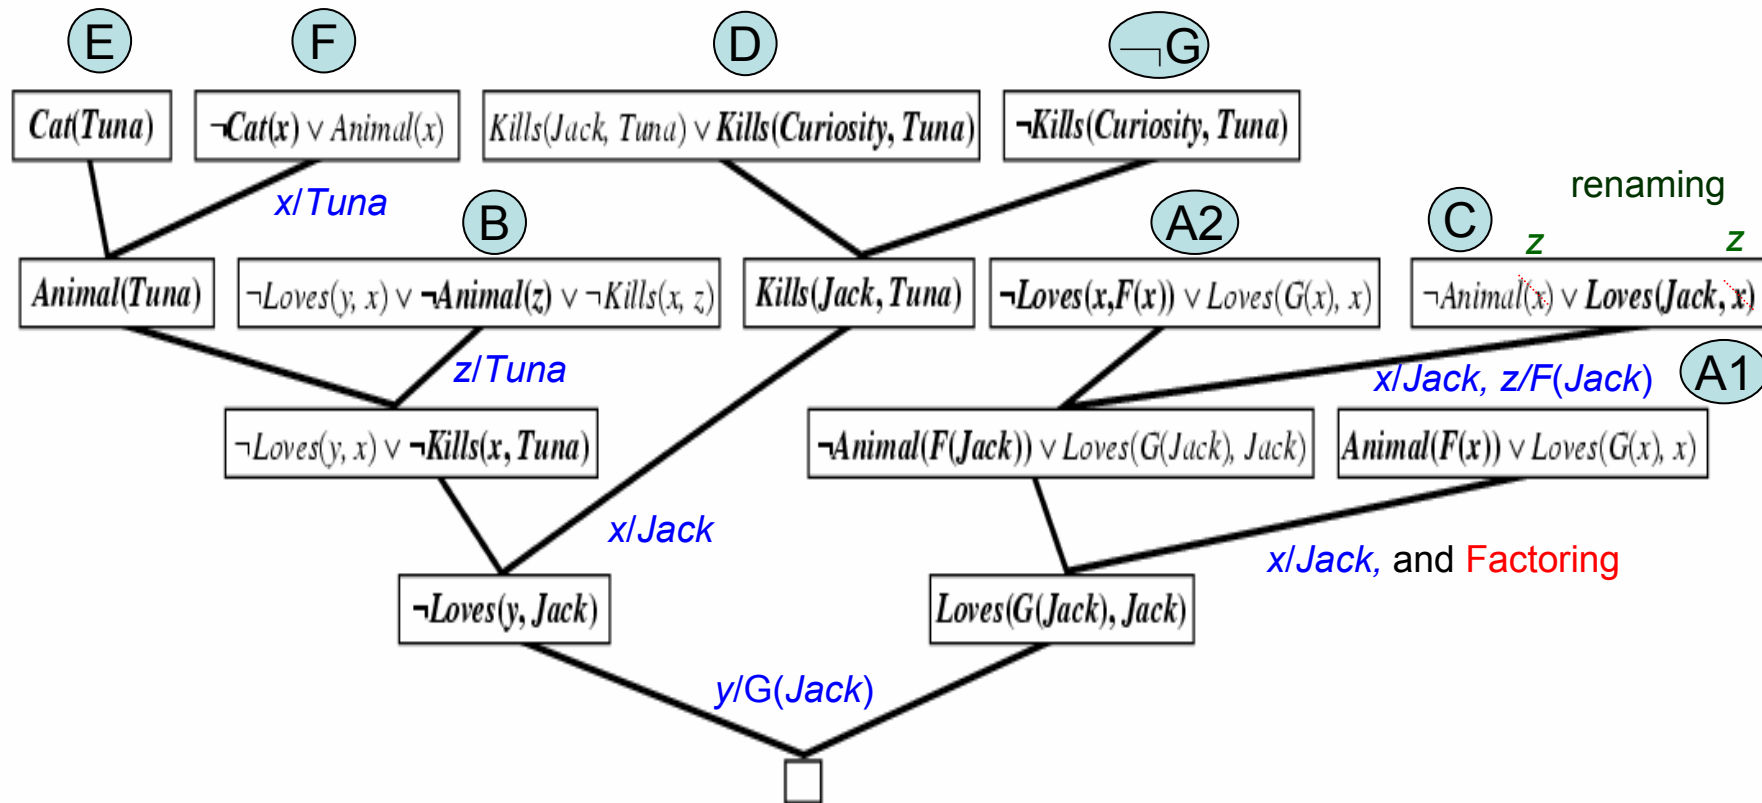 E F D ¬G
Cat(Tuna) ¬Cat(x) ∨ Animal(x) Kills(Jack, Tuna) ∨ Kills(Curiosity, Tuna) ¬Kills(Curiosity, Tuna)
renaming
x/Tuna B A2 C z z
Animal(Tuna) ¬Loves(y, x) ∨ ¬Animal(z) ∨ ¬Kills(x, z) Kills(Jack, Tuna) ¬Loves(x,F(x)) ∨ Loves(G(x), x) ¬Animal(x) ∨ Loves(Jack, x)
z/Tuna x/Jack, z/F(Jack) A1
¬Loves(y, x) ∨ ¬Kills(x, Tuna) ¬Animal(F(Jack)) ∨ Loves(G(Jack), Jack) Animal(F(x)) ∨ Loves(G(x), x)
x/Jack x/Jack, and Factoring
¬Loves(y, Jack) Loves(G(Jack), Jack)
y/G(Jack)